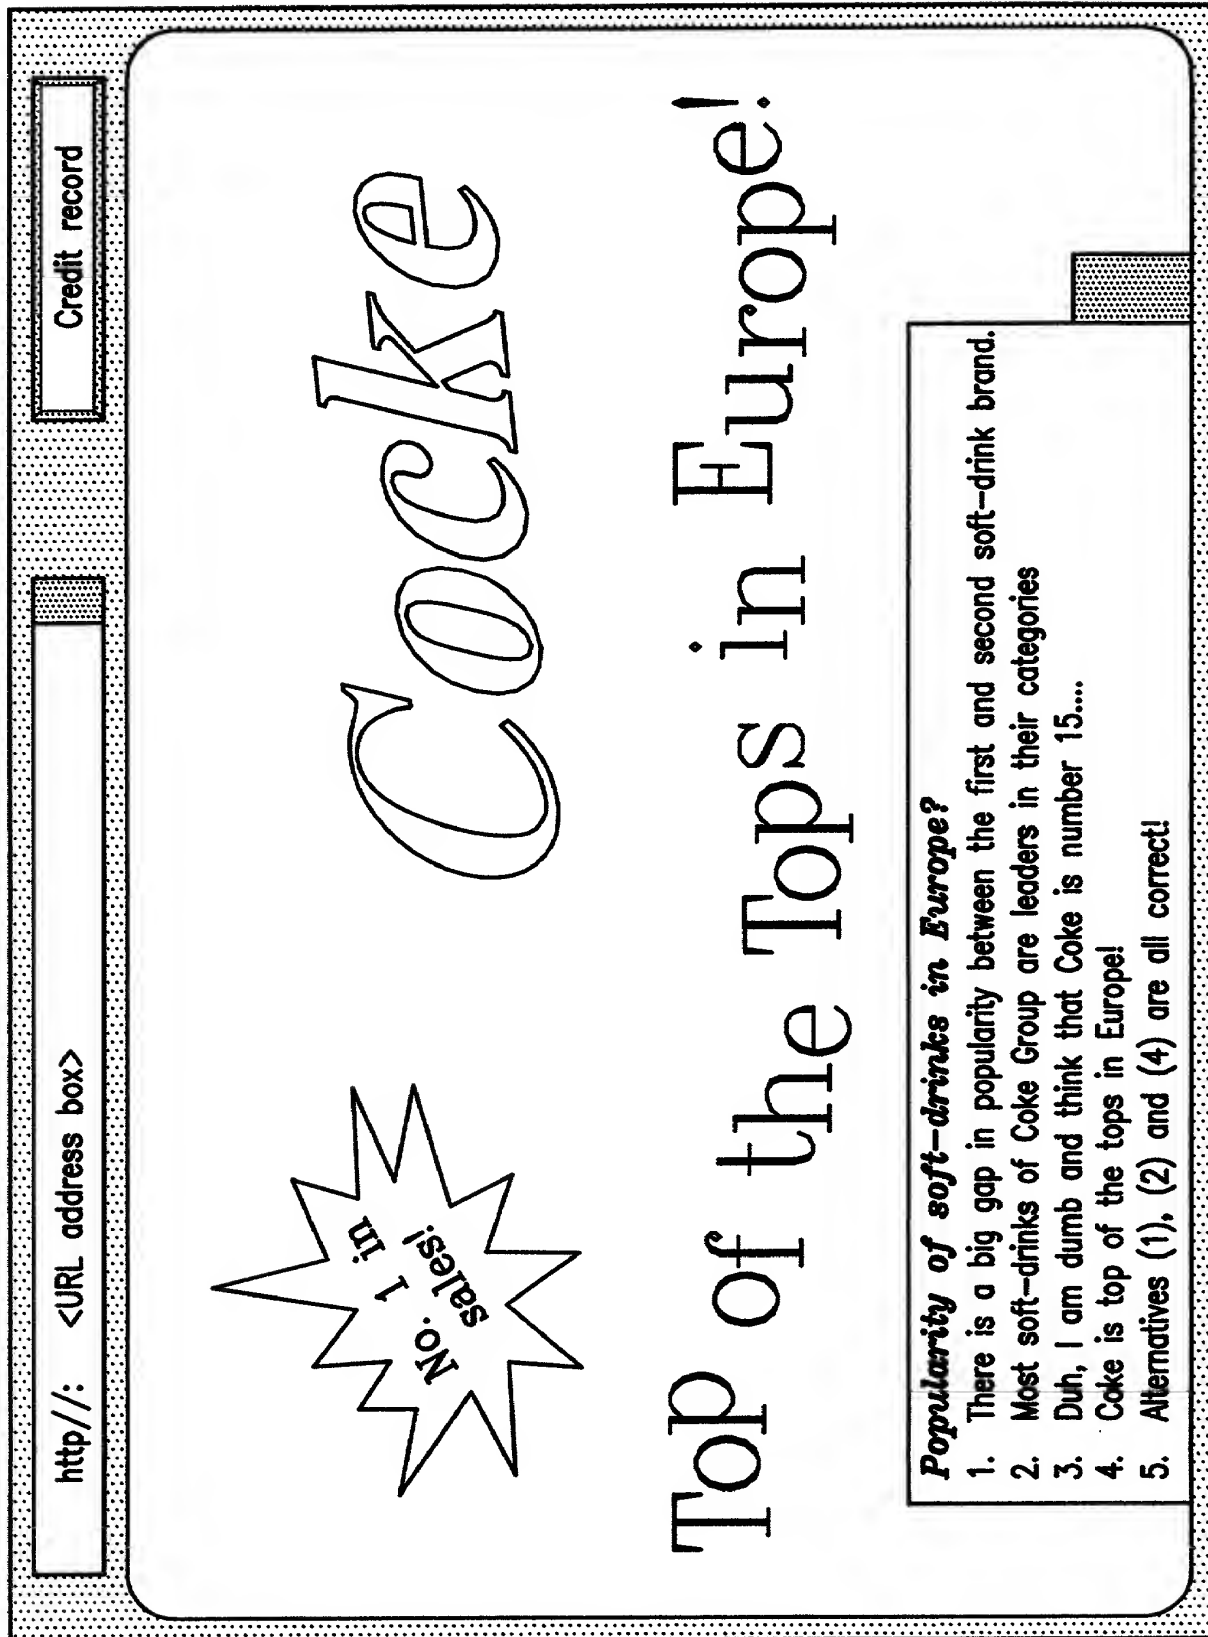 http//:   <URL address box>
Credit record
No. 1 in
sales!
Cocke
Top of the Tops in Europe!
Popularity of soft-drinks in Europe?
1. There is a big gap in popularity between the first and second soft-drink brand.
2. Most soft-drinks of Coke Group are leaders in their categories
3. Duh, I am dumb and think that Coke is number 15....
4. Coke is top of the tops in Europe!
5. Alternatives (1), (2) and (4) are all correct!